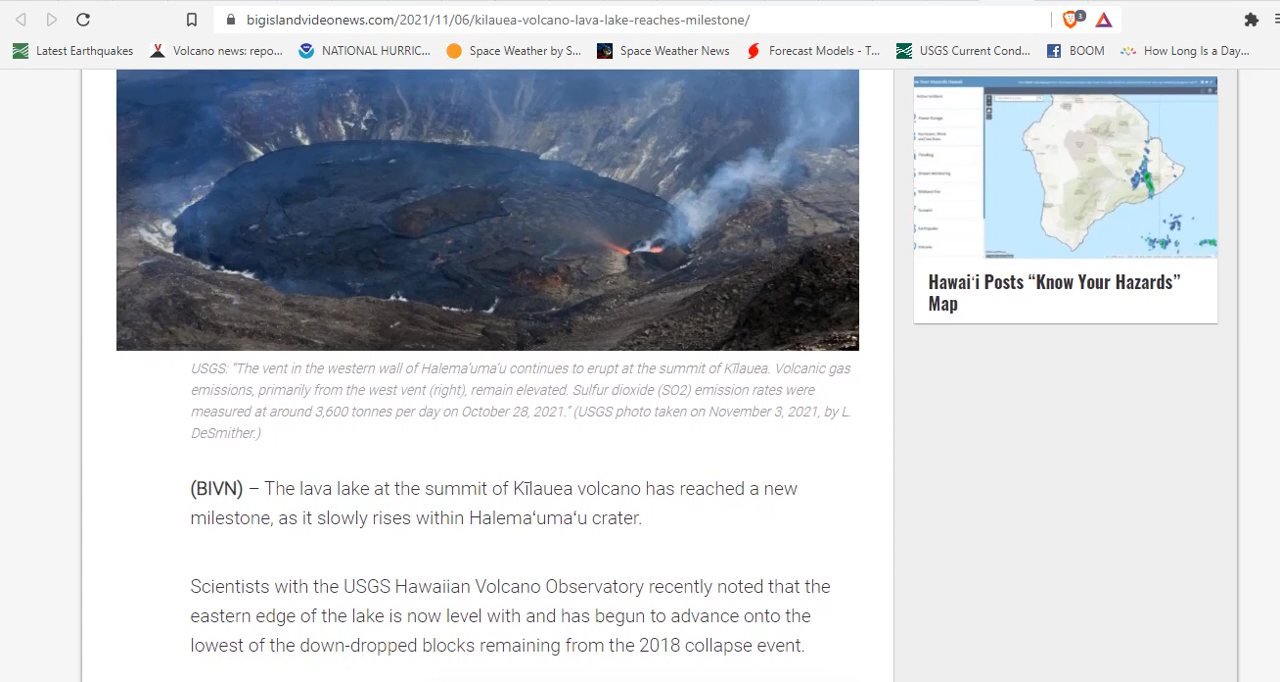 bigislandvideonews.com/2021/11/06/kilauea-volcano-lava-lake-reaches-milestone/
3
Latest Earthquakes
Volcano news: repo...
NATIONAL HURRIC...
Space Weather by S...
Space Weather News
Forecast Models - T...
USGS Current Cond...
BOOM
How Long Is a Day...
USGS: “The vent in the western wall of Halemaʻumaʻu continues to erupt at the summit of Kīlauea. Volcanic gas
emissions, primarily from the west vent (right), remain elevated. Sulfur dioxide (SO2) emission rates were
measured at around 3,600 tonnes per day on October 28, 2021.” (USGS photo taken on November 3, 2021, by L.
DeSmither.)
(BIVN) – The lava lake at the summit of Kīlauea volcano has reached a new
milestone, as it slowly rises within Halemaʻumaʻu crater.
Scientists with the USGS Hawaiian Volcano Observatory recently noted that the
eastern edge of the lake is now level with and has begun to advance onto the
lowest of the down-dropped blocks remaining from the 2018 collapse event.
Hawaiʻi Posts “Know Your Hazards”
Map